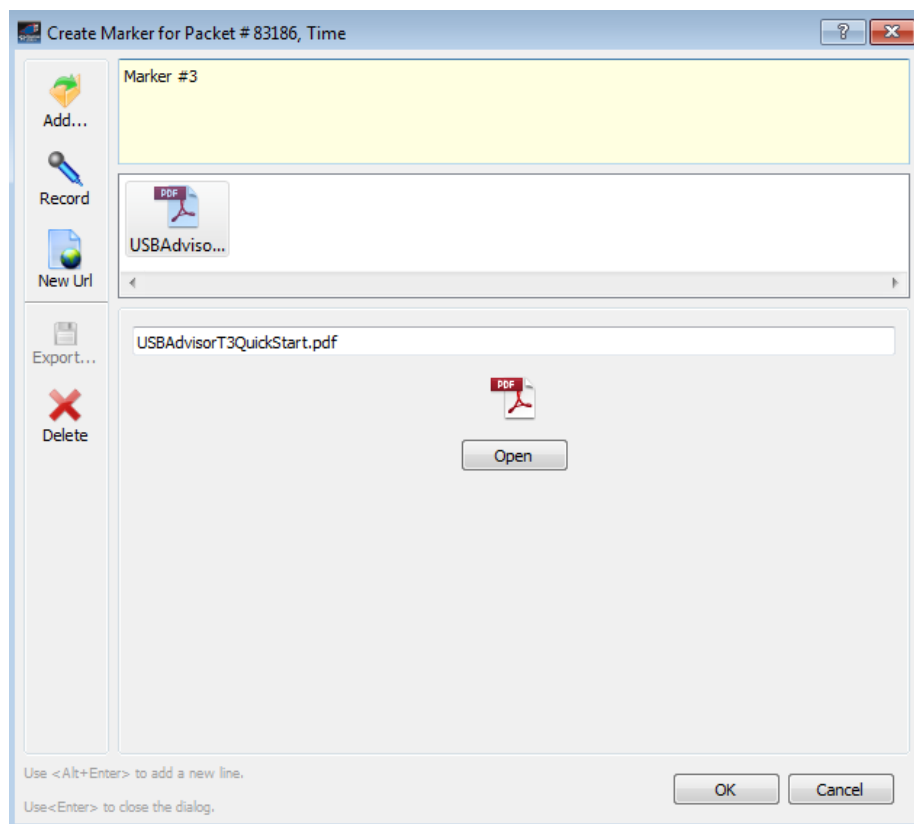 Create Marker for Packet # 83186, Time
?
Add...
Record
New Url
Export...
Delete
Marker #3
PDF
USBAdviso...
USBAdvisorT3QuickStart.pdf
PDF
Open
Use <Alt+Enter> to add a new line.
Use<Enter> to close the dialog.
OK
Cancel